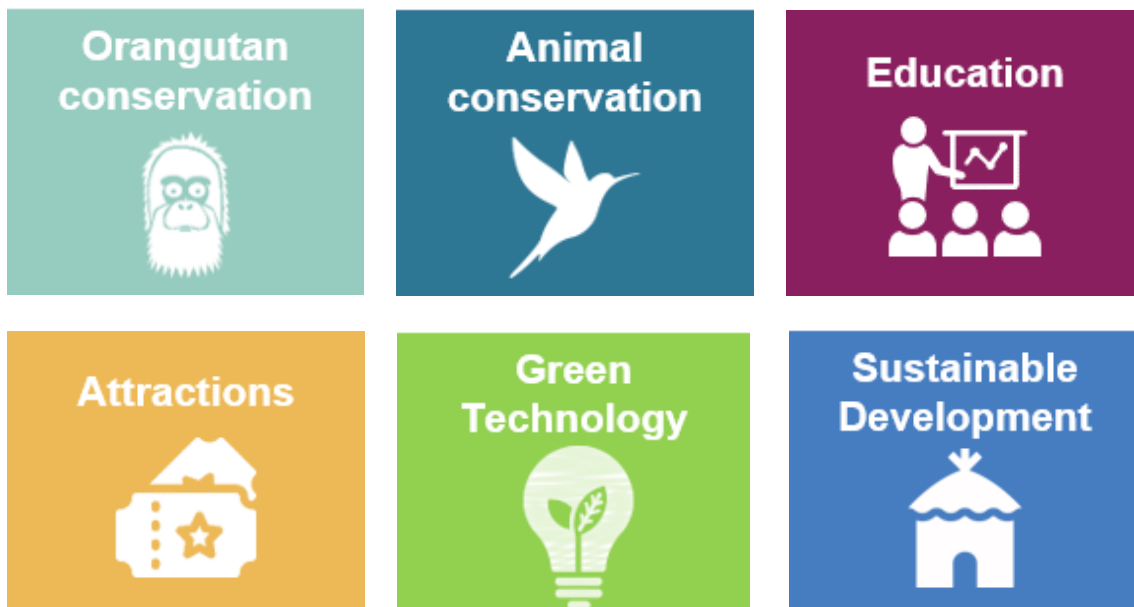 Orangutan
conservation
Animal
conservation
Education
Attractions
Green
Technology
Sustainable
Development